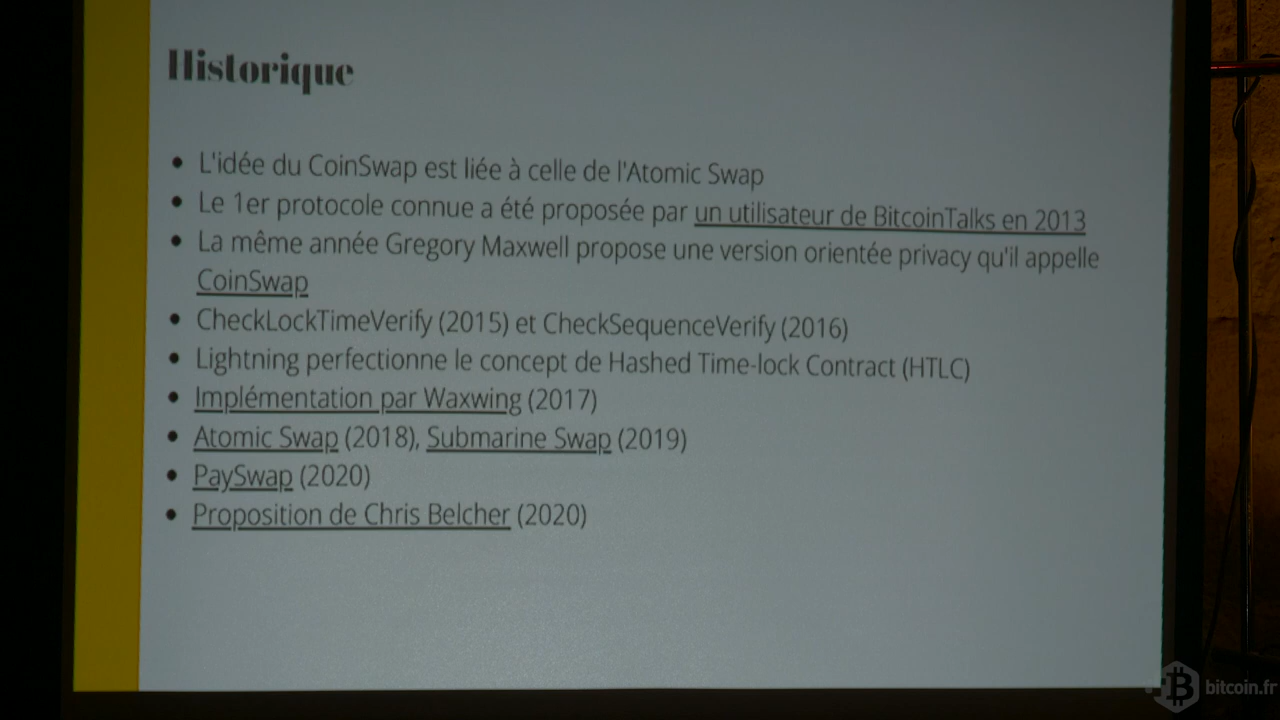 Historique
• L'idée du CoinSwap est liée à celle de l'Atomic Swap
• Le 1er protocole connue a été proposée par un utilisateur de BitcoinTalks en 2013
• La même année Gregory Maxwell propose une version orientée privacy qu'il appelle
CoinSwap
• CheckLockTimeVerify (2015) et CheckSequenceVerify (2016)
• Lightning perfectionne le concept de Hashed Time-lock Contract (HTLC)
• Implémentation par Waxwing (2017)
• Atomic Swap (2018), Submarine Swap (2019)
• PaySwap (2020)
• Proposition de Chris Belcher (2020)
bitcoin.fr